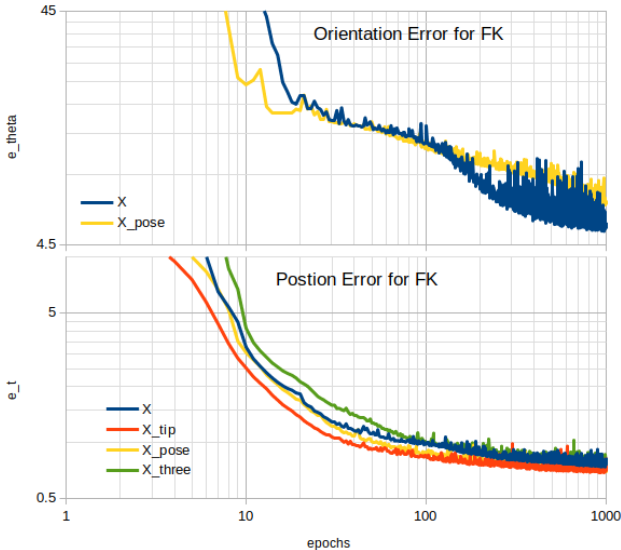 45
Orientation Error for FK
e_theta
X
X_pose
4.5
Postion Error for FK
5
e_t
X
X_tip
X_pose
X_three
0.5
1 10 100 1000
epochs